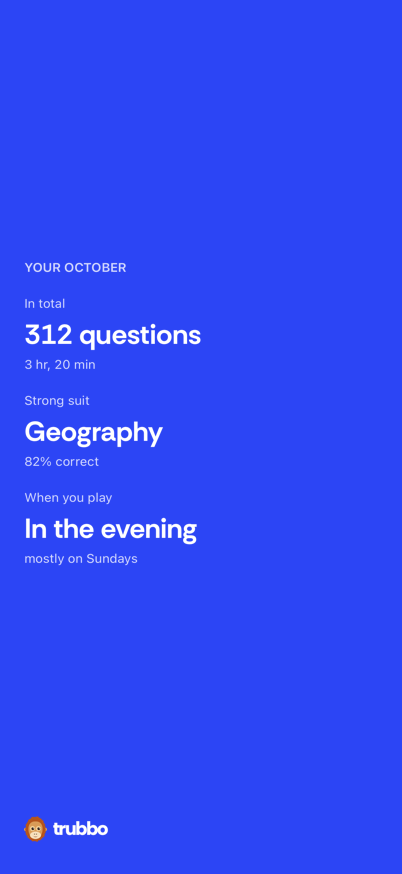 YOUR OCTOBER
In total
312 questions
3 hr, 20 min
Strong suit
Geography
82% correct
When you play
In the evening
mostly on Sundays
trubbo